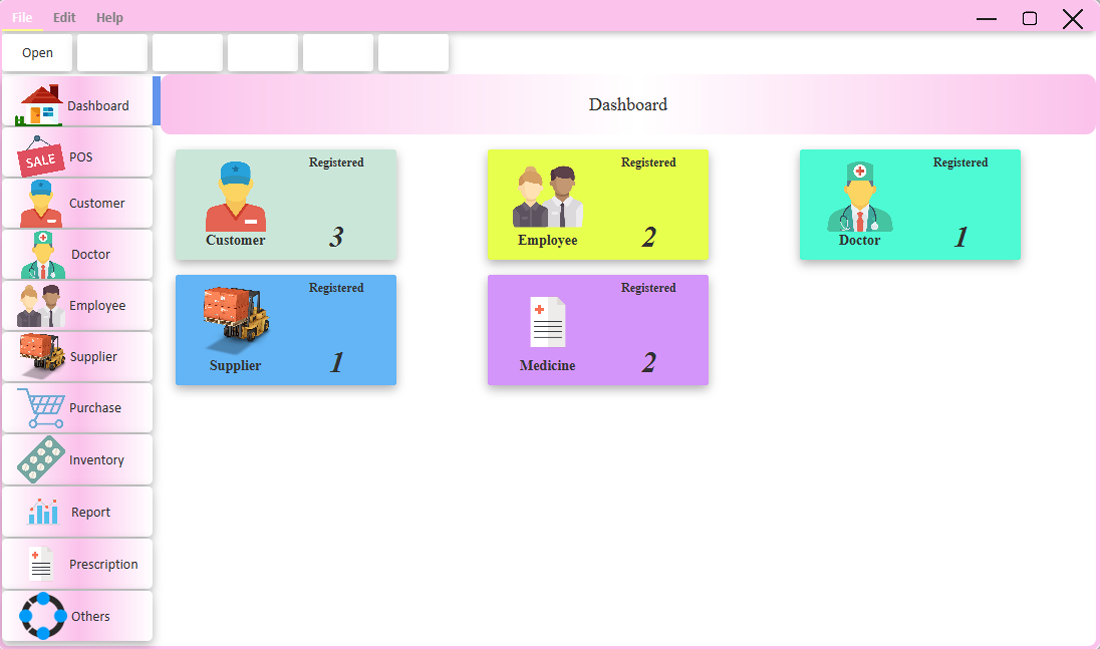 File Edit Help
Open
Dashboard
SALE POS
Customer
Doctor
Employee
Supplier
Purchase
Inventory
Report
Prescription
Others
Dashboard
Registered
Customer 3
Registered
Employee 2
Registered
Doctor 1
Registered
Supplier 1
Registered
Medicine 2